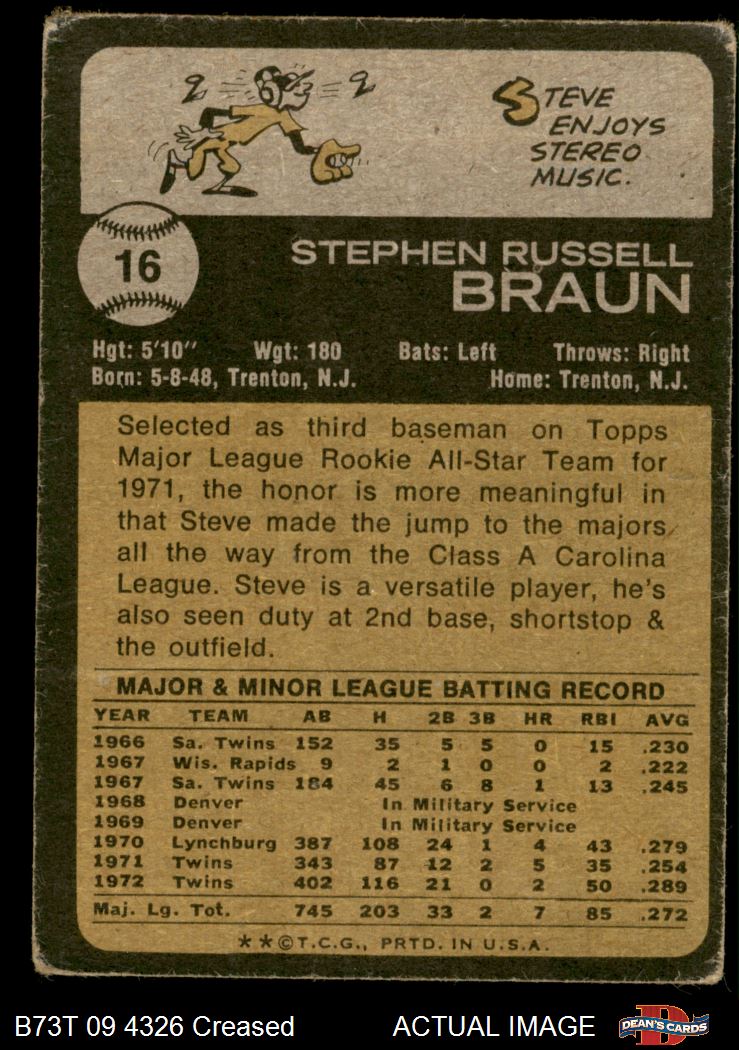 STEVE
ENJOYS
STEREO
MUSIC.
16
STEPHEN RUSSELL
BRAUN
Hgt: 5'10" Wgt: 180 Bats: Left Throws: Right
Born: 5-8-48, Trenton, N.J. Home: Trenton, N.J.
Selected as third baseman on Topps
Major League Rookie All-Star Team for
1971, the honor is more meaningful in
that Steve made the jump to the majors
all the way from the Class A Carolina
League. Steve is a versatile player, he's
also seen duty at 2nd base, shortstop &
the outfield.
MAJOR & MINOR LEAGUE BATTING RECORD
YEAR TEAM AB H 2B 3B HR RBI AVG
1966 Sa. Twins 152 35 5 5 0 15 .230
1967 Wis. Rapids 9 2 1 0 0 2 .222
1967 Sa. Twins 184 45 6 8 1 13 .245
1968 Denver In Military Service
1969 Denver In Military Service
1970 Lynchburg 387 108 24 1 4 43 .279
1971 Twins 343 87 12 2 5 35 .254
1972 Twins 402 116 21 0 2 50 .289
Maj. Lg. Tot. 745 203 33 2 7 85 .272
**©T.C.G., PRTD. IN U.S.A.
B73T 09 4326 Creased ACTUAL IMAGE
D
DEAN'S CARDS